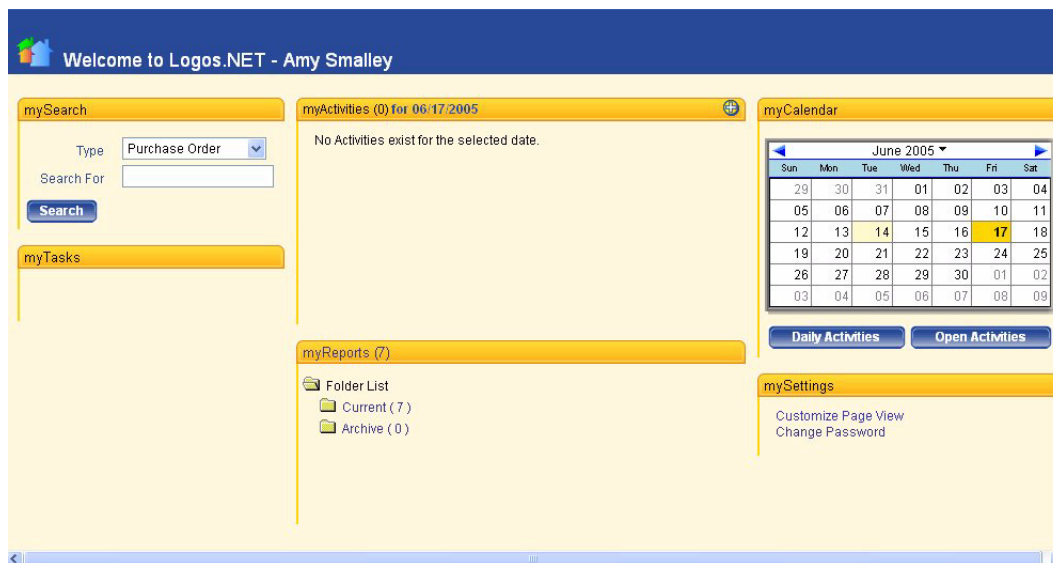 Welcome to Logos.NET - Amy Smalley
mySearch
Type Purchase Order
Search For
Search
myTasks
myActivities (0) for 06/17/2005
No Activities exist for the selected date.
myReports (7)
Folder List
Current ( 7 )
Archive ( 0 )
myCalendar
June 2005
Sun Mon Tue Wed Thu Fri Sat
29 30 31 01 02 03 04
05 06 07 08 09 10 11
12 13 14 15 16 17 18
19 20 21 22 23 24 25
26 27 28 29 30 01 02
03 04 05 06 07 08 09
Daily Activities Open Activities
mySettings
Customize Page View
Change Password